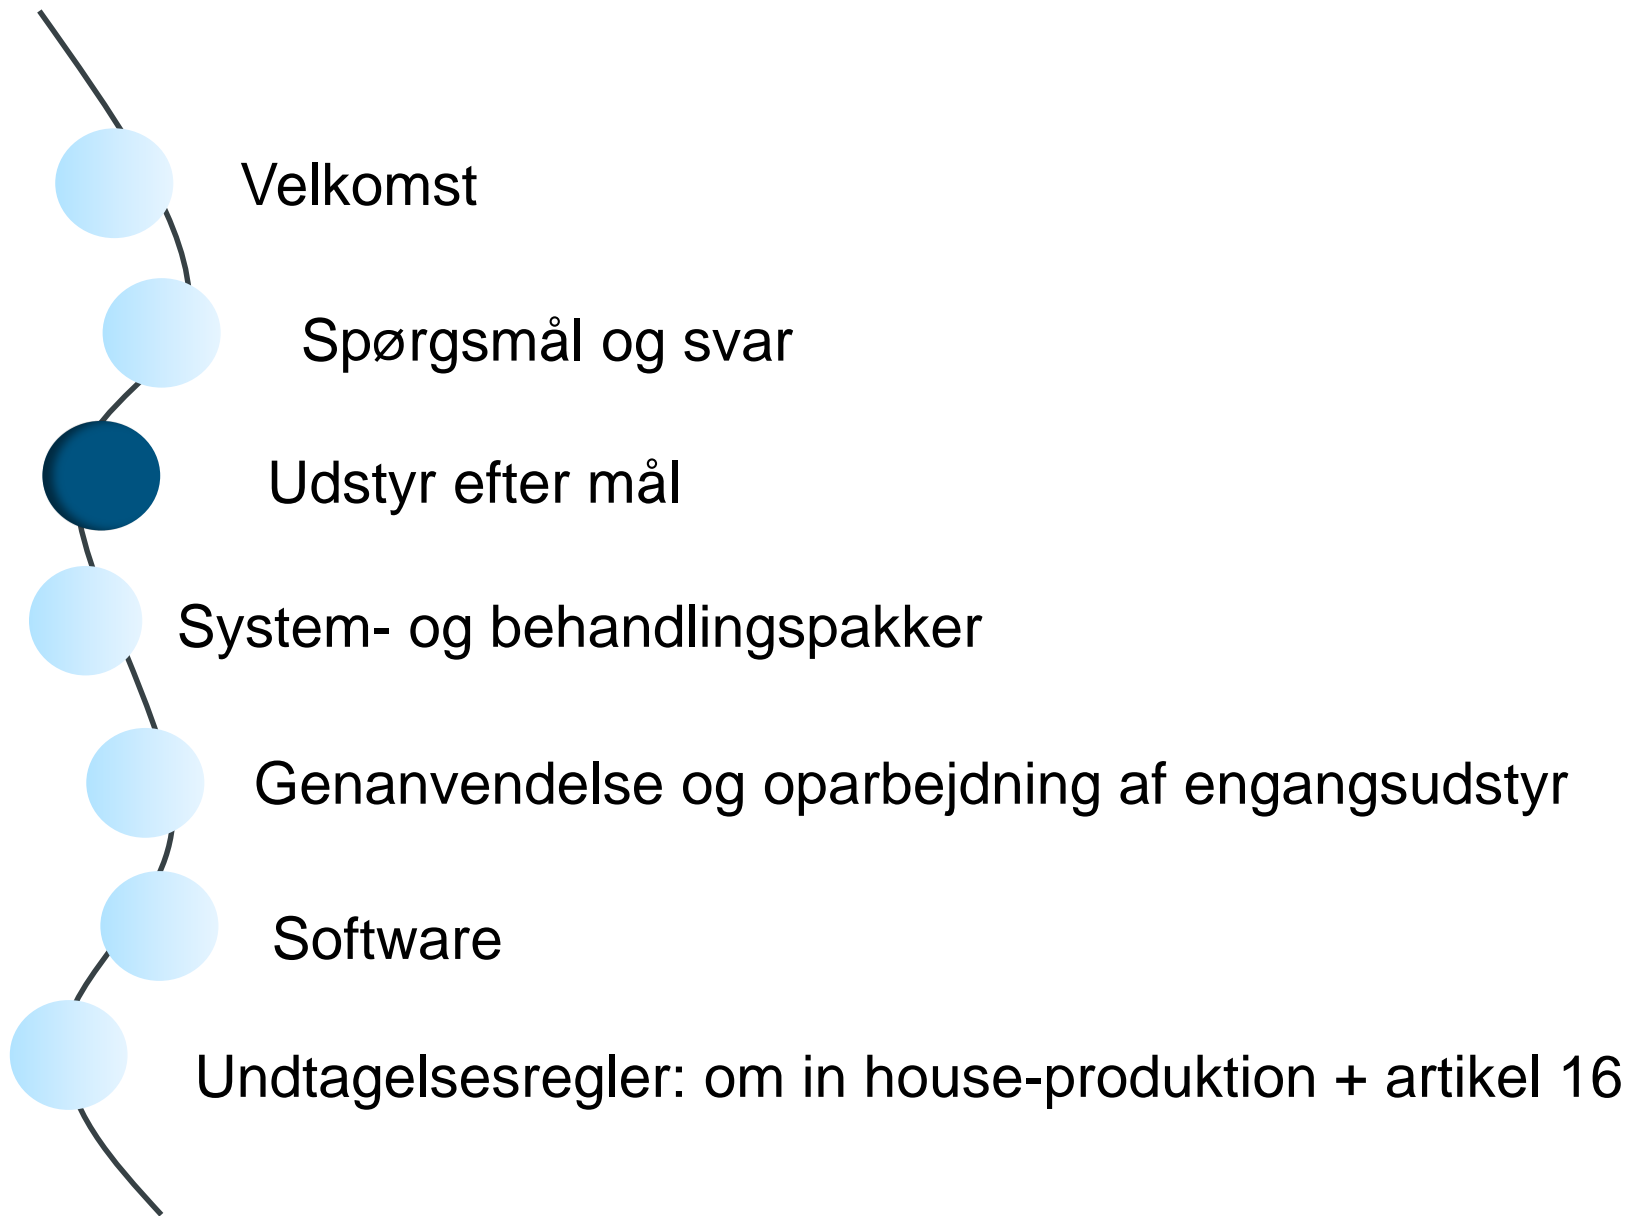 Velkomst
Spørgsmål og svar
Udstyr efter mål
System- og behandlingspakker
Genanvendelse og oparbejdning af engangsudstyr
Software
Undtagelsesregler: om in house-produktion + artikel 16